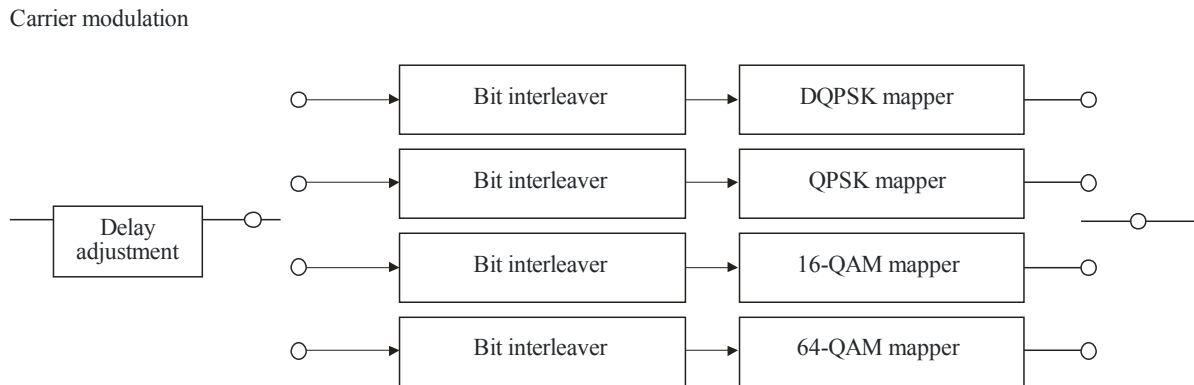 Carrier modulation
Bit interleaver
DQPSK mapper
Bit interleaver
QPSK mapper
Delay
adjustment
Bit interleaver
16-QAM mapper
Bit interleaver
64-QAM mapper